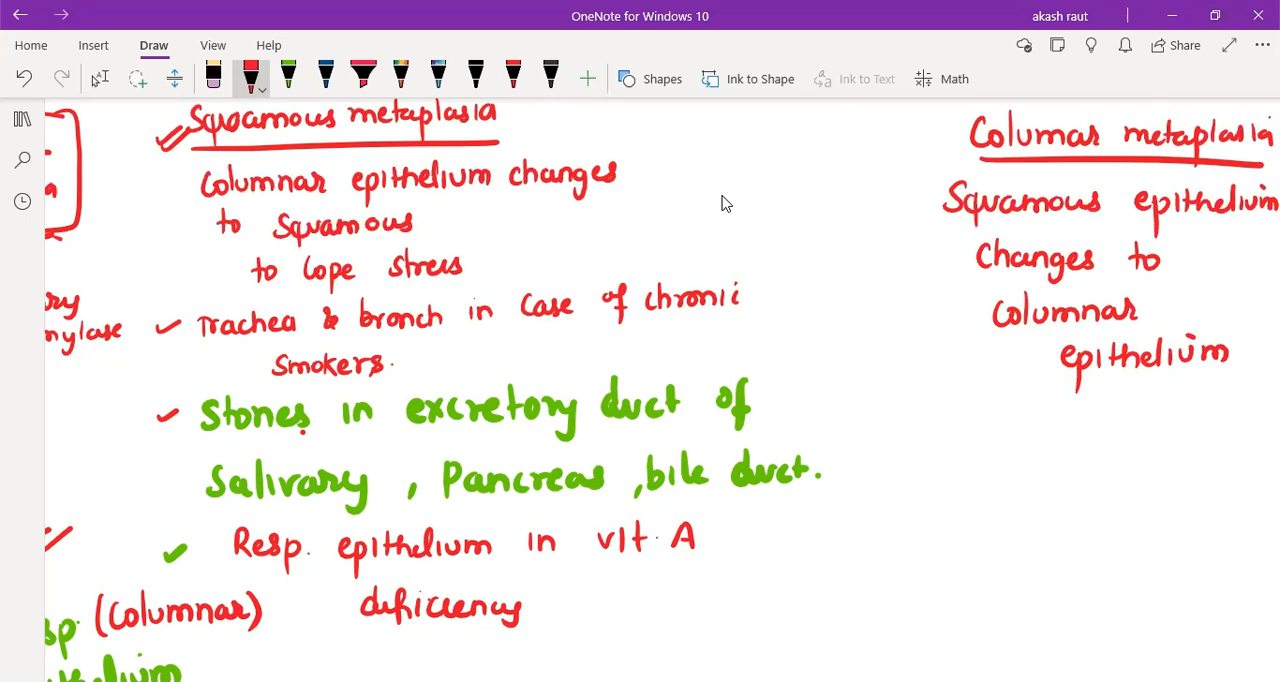 OneNote for Windows 10
akash raut
Home Insert Draw View Help
Share
Shapes
Ink to Shape
Ink to Text
Math
Squamous metaplasia
Columnar epithelium changes
to Squamous
to Cope stress
Trachea & bronch in case of chronic
Smokers.
Stones in excretory duct of
Salivary, Pancreas, bile duct.
Resp. epithelium in vit. A
(Columnar) deficiency
Columar metaplasia
Squamous epithelium
Changes to
Columnar
epithelium